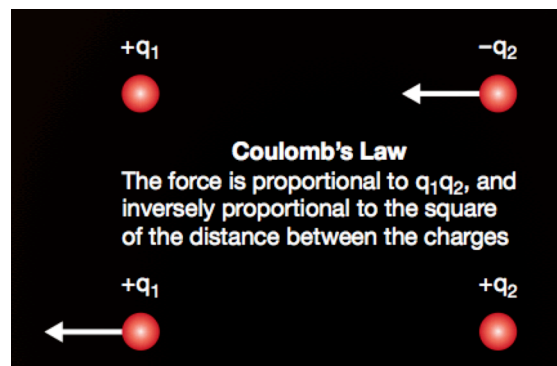 +q₁ −q₂
Coulomb's Law
The force is proportional to q₁q₂, and
inversely proportional to the square
of the distance between the charges
+q₁ +q₂